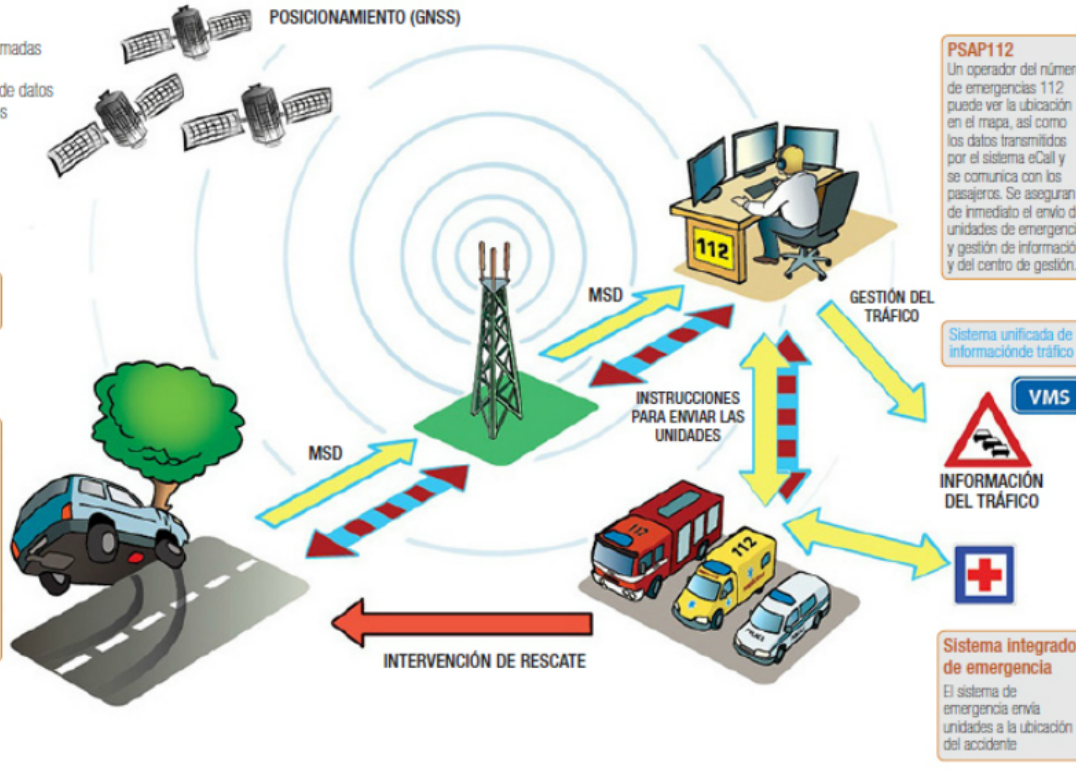 POSICIONAMIENTO (GNSS)
de datos
PSAP112
Un operador del
de emergencias 112
puede ver la ubicación
en el mapa, así como
los datos transmitidos
por el sistema eCall y
se comunica con los
pasajeros. Se aseguran
de inmediato el envío
unidades de
y gestión de
y del centro de gestión.
112
MSD
GESTIÓN DEL
TRÁFICO
Sistema unificada de
informaciónde tráfico
VMS
INSTRUCCIONES
PARA ENVIAR LAS
UNIDADES
MSD
INFORMACIÓN
DEL TRÁFICO
112
112
INTERVENCIÓN DE RESCATE
Sistema integrado
de emergencia
El sistema de
emergencia envía
unidades a la ubicación
del accidente